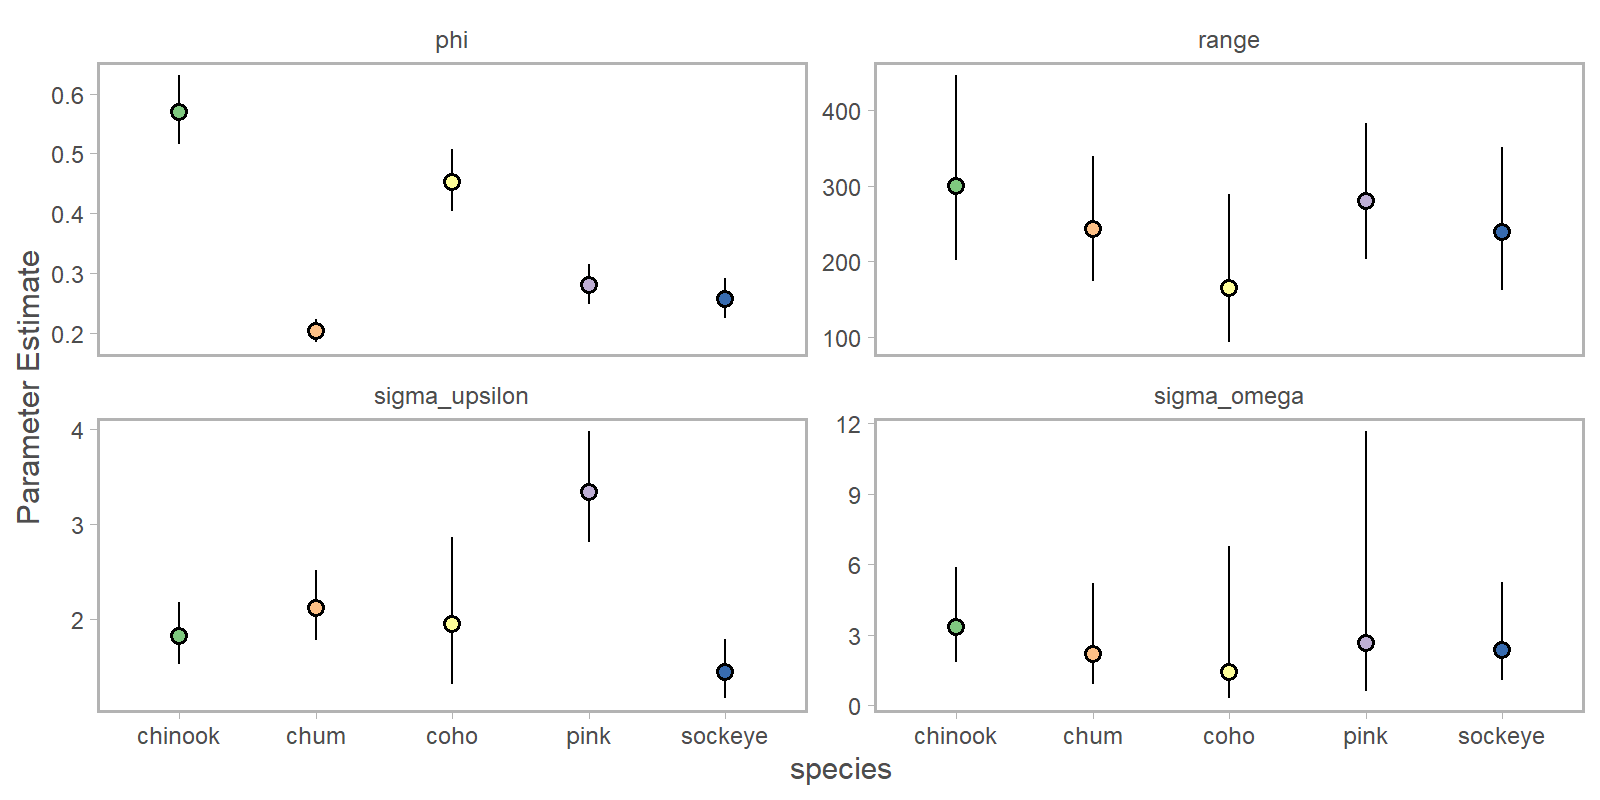 phi
range
0.6
0.5
0.4
0.3
0.2
400
300
200
100
Parameter Estimate
sigma_upsilon
sigma_omega
4
3
2
12
9
6
3
0
chinook chum coho pink sockeye
chinook chum coho pink sockeye
species